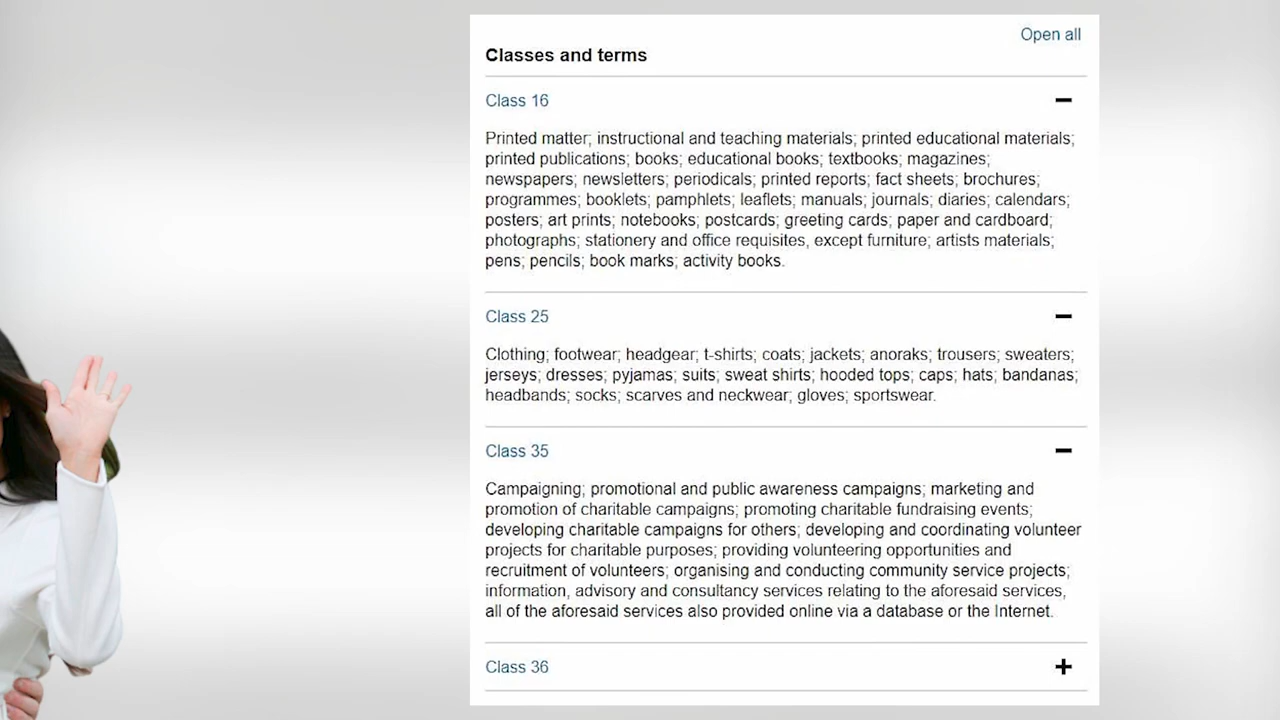 Open all
Classes and terms
Class 16
Printed matter; instructional and teaching materials; printed educational materials;
printed publications; books; educational books; textbooks; magazines;
newspapers; newsletters; periodicals; printed reports; fact sheets; brochures;
programmes; booklets; pamphlets; leaflets; manuals; journals; diaries; calendars;
posters; art prints; notebooks; postcards; greeting cards; paper and cardboard;
photographs; stationery and office requisites, except furniture; artists materials;
pens; pencils; book marks; activity books.
Class 25
Clothing; footwear; headgear; t-shirts; coats; jackets; anoraks; trousers; sweaters;
jerseys; dresses; pyjamas; suits; sweat shirts; hooded tops; caps; hats; bandanas;
headbands; socks; scarves and neckwear; gloves; sportswear.
Class 35
Campaigning; promotional and public awareness campaigns; marketing and
promotion of charitable campaigns; promoting charitable fundraising events;
developing charitable campaigns for others; developing and coordinating volunteer
projects for charitable purposes; providing volunteering opportunities and
recruitment of volunteers; organising and conducting community service projects;
information, advisory and consultancy services relating to the aforesaid services,
all of the aforesaid services also provided online via a database or the Internet.
Class 36